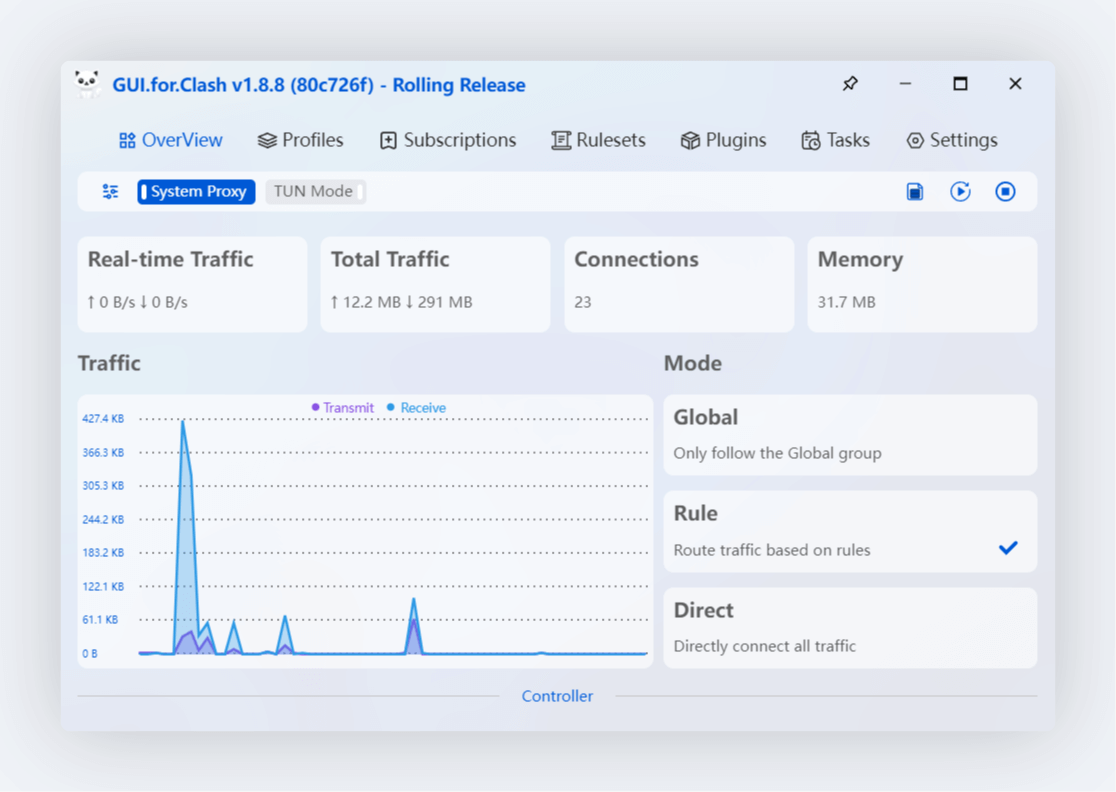 GUI.for.Clash v1.8.8 (80c726f) - Rolling Release
OverView Profiles Subscriptions Rulesets Plugins Tasks Settings
System Proxy TUN Mode
Real-time Traffic
↑ 0 B/s ↓ 0 B/s
Total Traffic
↑ 12.2 MB ↓ 291 MB
Connections
23
Memory
31.7 MB
Traffic
Transmit Receive
427.4 KB
366.3 KB
305.3 KB
244.2 KB
183.2 KB
122.1 KB
61.1 KB
0 B
Mode
Global
Only follow the Global group
Rule
Route traffic based on rules
Direct
Directly connect all traffic
Controller